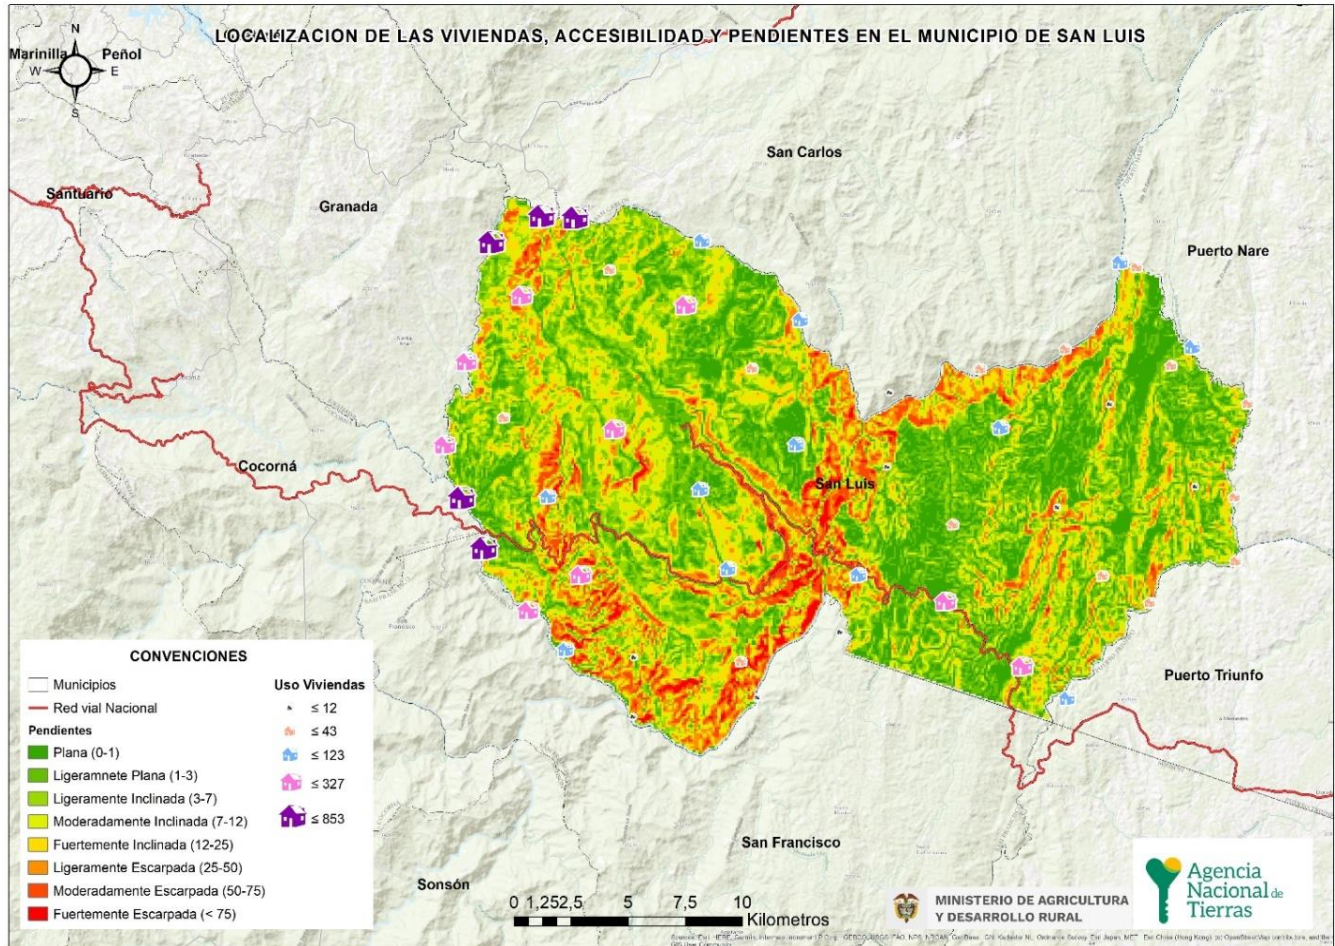 LOCALIZACION DE LAS VIVIENDAS, ACCESIBILIDAD Y PENDIENTES EN EL MUNICIPIO DE SAN LUIS
N
Marinilla
Peñol
W
E
S
San Carlos
Santuario
Granada
Puerto Nare
Cocorná
San Luis
Puerto Triunfo
San Francisco
Sonsón
CONVENCIONES
Municipios
Red vial Nacional
Pendientes
Plana (0-1)
Ligeramnete Plana (1-3)
Ligeramente Inclinada (3-7)
Moderadamente Inclinada (7-12)
Fuertemente Inclinada (12-25)
Ligeramente Escarpada (25-50)
Moderadamente Escarpada (50-75)
Fuertemente Escarpada (< 75)
Uso Viviendas
≤ 12
≤ 43
≤ 123
≤ 327
≤ 853
0 1,252,5 5 7,5 10
Kilometros
MINISTERIO DE AGRICULTURA
Y DESARROLLO RURAL
Agencia
Nacional de
Tierras